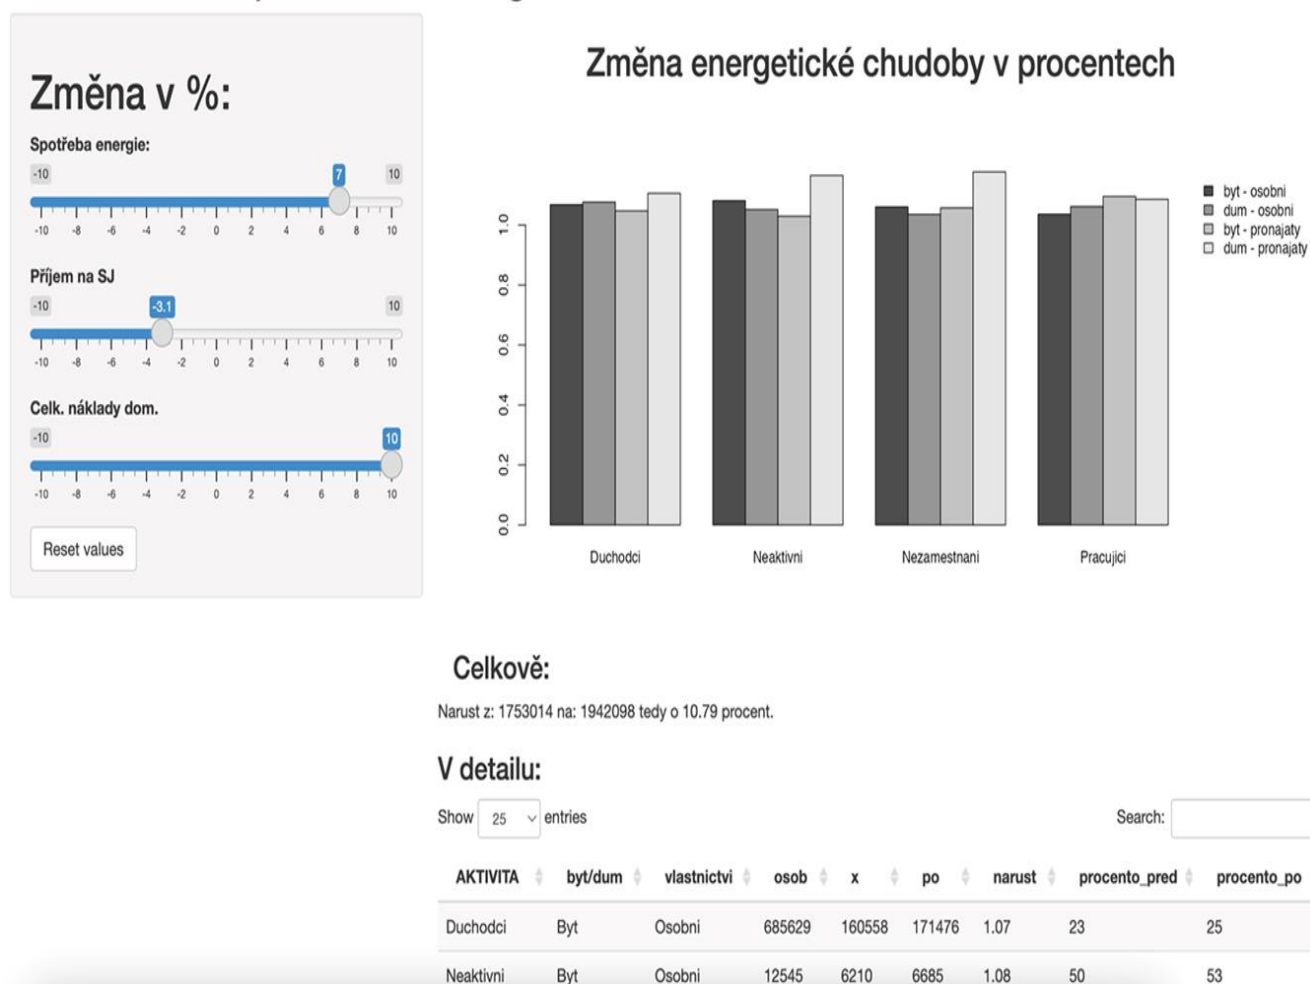 Změna v %:
Spotřeba energie:
-10 7 10
-10 -8 -6 -4 -2 0 2 4 6 8 10
Příjem na SJ
-10 -3.1 10
-10 -8 -6 -4 -2 0 2 4 6 8 10
Celk. náklady dom.
-10 10
-10 -8 -6 -4 -2 0 2 4 6 8 10
Reset values
Změna energetické chudoby v procentech
1.0
0.8
0.6
0.4
0.2
0.0
Duchodci Neaktivni Nezamestnani Pracujici
byt - osobni
dum - osobni
byt - pronajaty
dum - pronajaty
Celkově:
Narust z: 1753014 na: 1942098 tedy o 10.79 procent.
V detailu:
Show 25 entries Search:
AKTIVITA byt/dum vlastnictvi osob x po narust procento_pred procento_po
Duchodci Byt Osobni 685629 160558 171476 1.07 23 25
Neaktivni Byt Osobni 12545 6210 6685 1.08 50 53